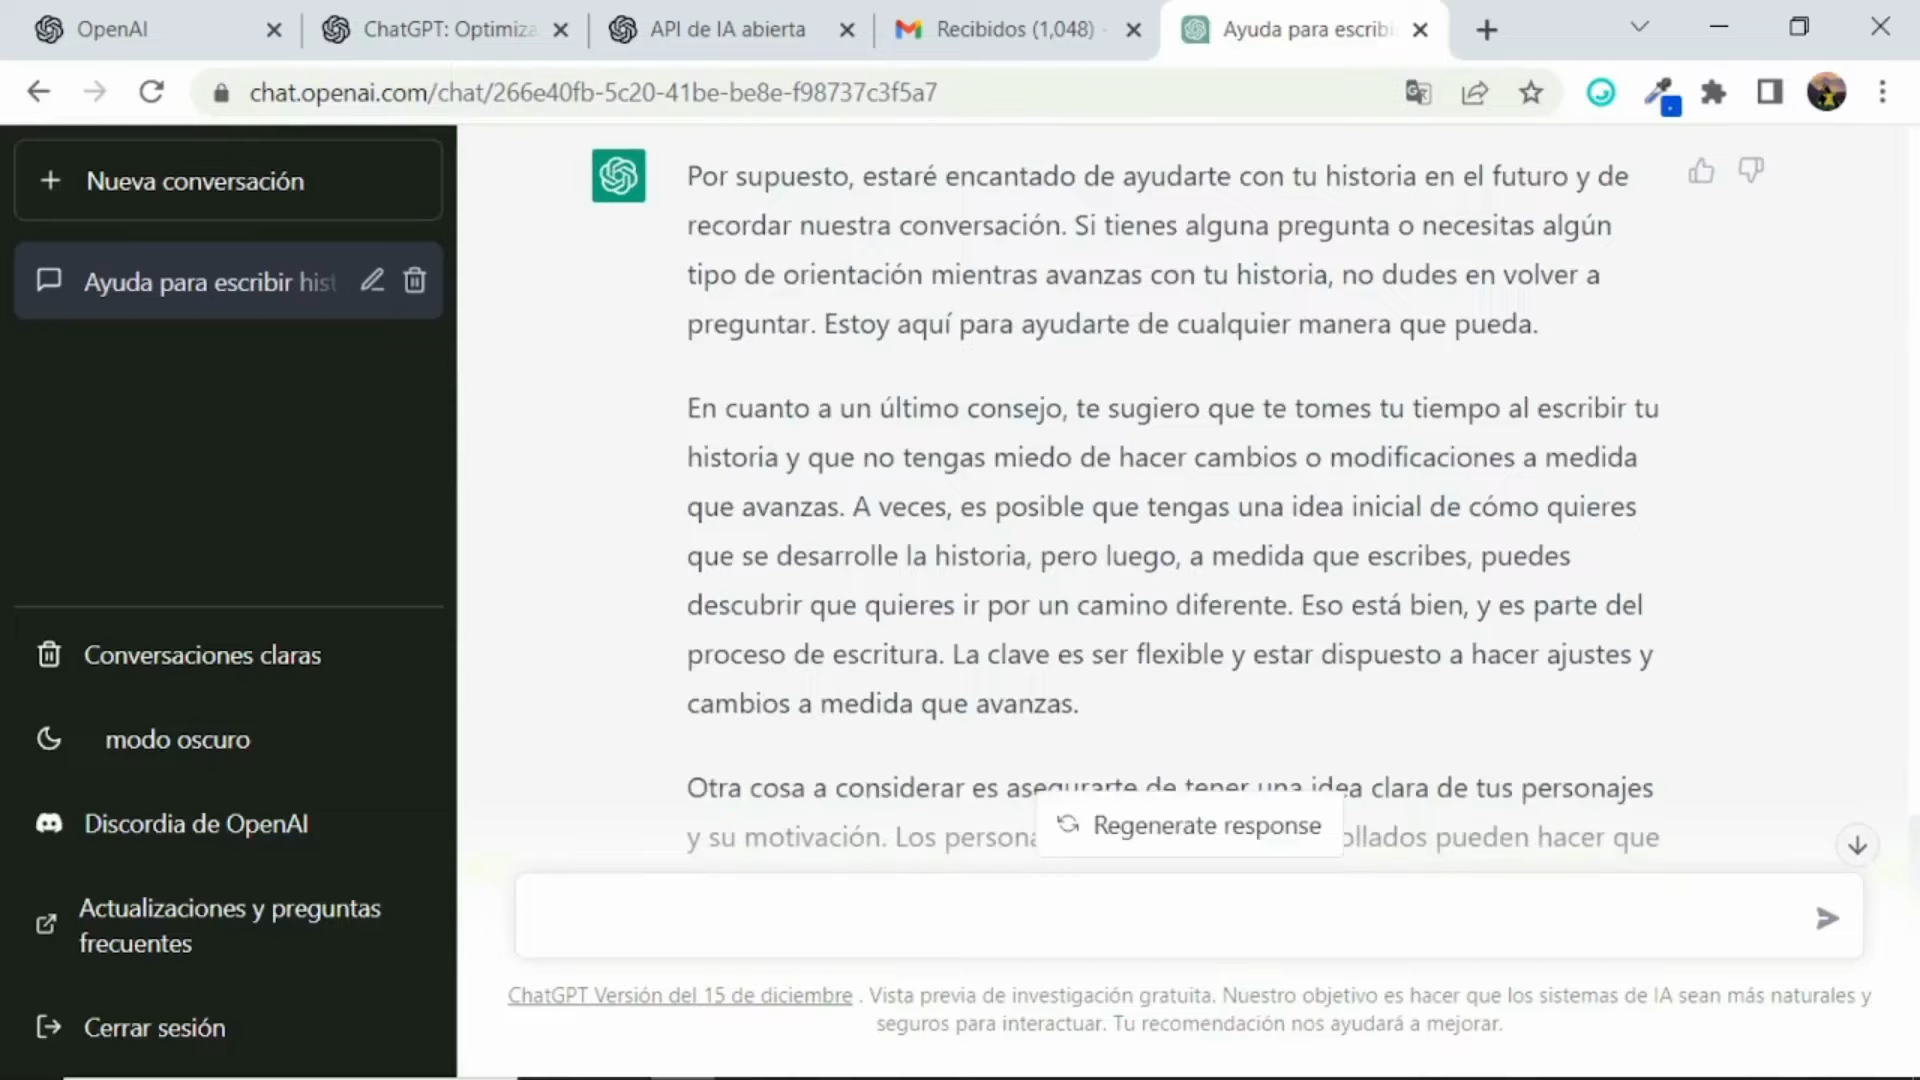 OpenAI
ChatGPT: Optimiza
API de IA abierta
Recibidos (1,048) -
Ayuda para escribi
chat.openai.com/chat/266e40fb-5c20-41be-be8e-f98737c3f5a7
Nueva conversación
Ayuda para escribir hist
Conversaciones claras
modo oscuro
Discordia de OpenAI
Actualizaciones y preguntas
frecuentes
Cerrar sesión
Por supuesto, estaré encantado de ayudarte con tu historia en el futuro y de
recordar nuestra conversación. Si tienes alguna pregunta o necesitas algún
tipo de orientación mientras avanzas con tu historia, no dudes en volver a
preguntar. Estoy aquí para ayudarte de cualquier manera que pueda.
En cuanto a un último consejo, te sugiero que te tomes tu tiempo al escribir tu
historia y que no tengas miedo de hacer cambios o modificaciones a medida
que avanzas. A veces, es posible que tengas una idea inicial de cómo quieres
que se desarrolle la historia, pero luego, a medida que escribes, puedes
descubrir que quieres ir por un camino diferente. Eso está bien, y es parte del
proceso de escritura. La clave es ser flexible y estar dispuesto a hacer ajustes y
cambios a medida que avanzas.
Otra cosa a considerar es asegurarte de tener una idea clara de tus personajes
y su motivación. Los persona ollados pueden hacer que
Regenerate response
ChatGPT Versión del 15 de diciembre . Vista previa de investigación gratuita. Nuestro objetivo es hacer que los sistemas de IA sean más naturales y
seguros para interactuar. Tu recomendación nos ayudará a mejorar.